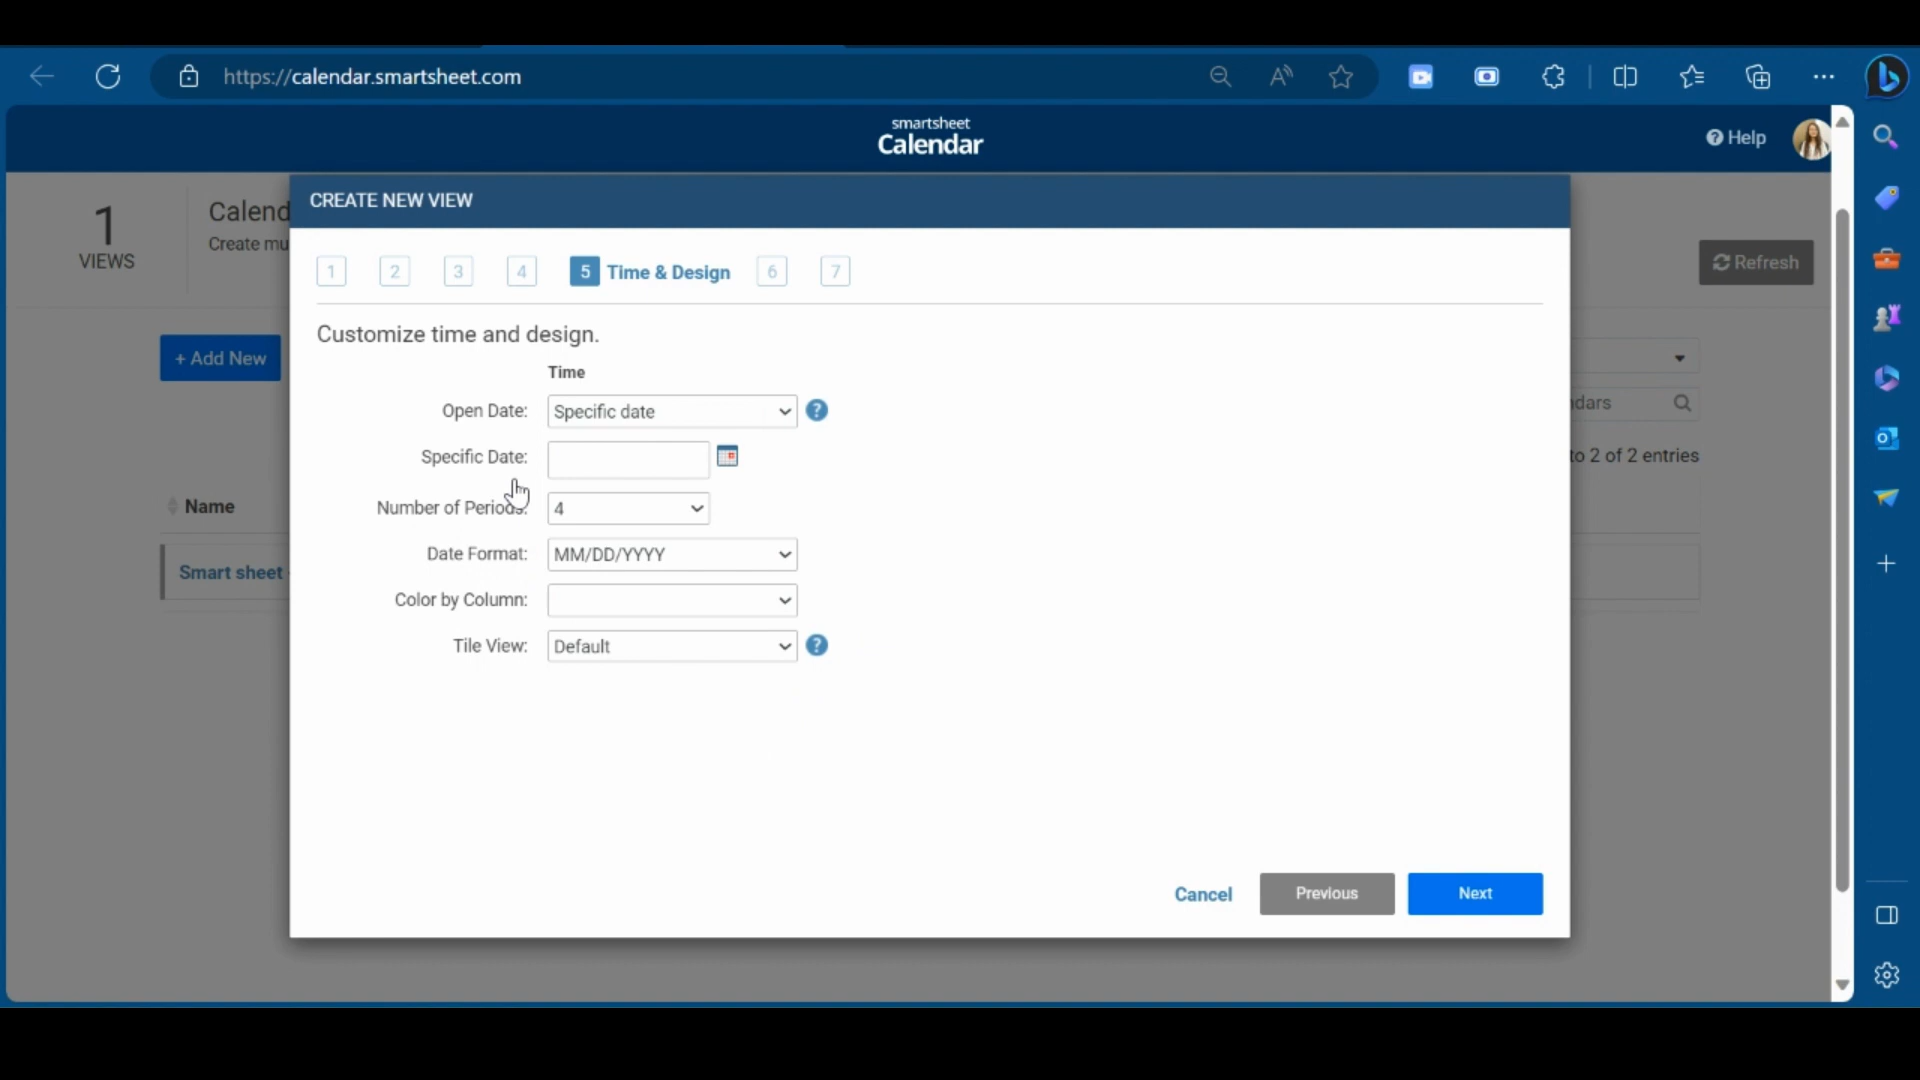 https://calendar.smartsheet.com
smartsheet
Calendar
Help
1
VIEWS
Calend
Create mu
Refresh
CREATE NEW VIEW
1 2 3 4 5 Time & Design 6 7
Customize time and design.
+ Add New
Time
Open Date: Specific date
ndars
Specific Date:
to 2 of 2 entries
Name
Number of Periods: 4
Date Format: MM/DD/YYYY
Smart sheet
Color by Column:
Tile View: Default
Cancel Previous Next